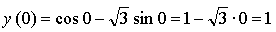 y (0) = cos 0 − √3 sin 0 = 1 − √3 · 0 = 1